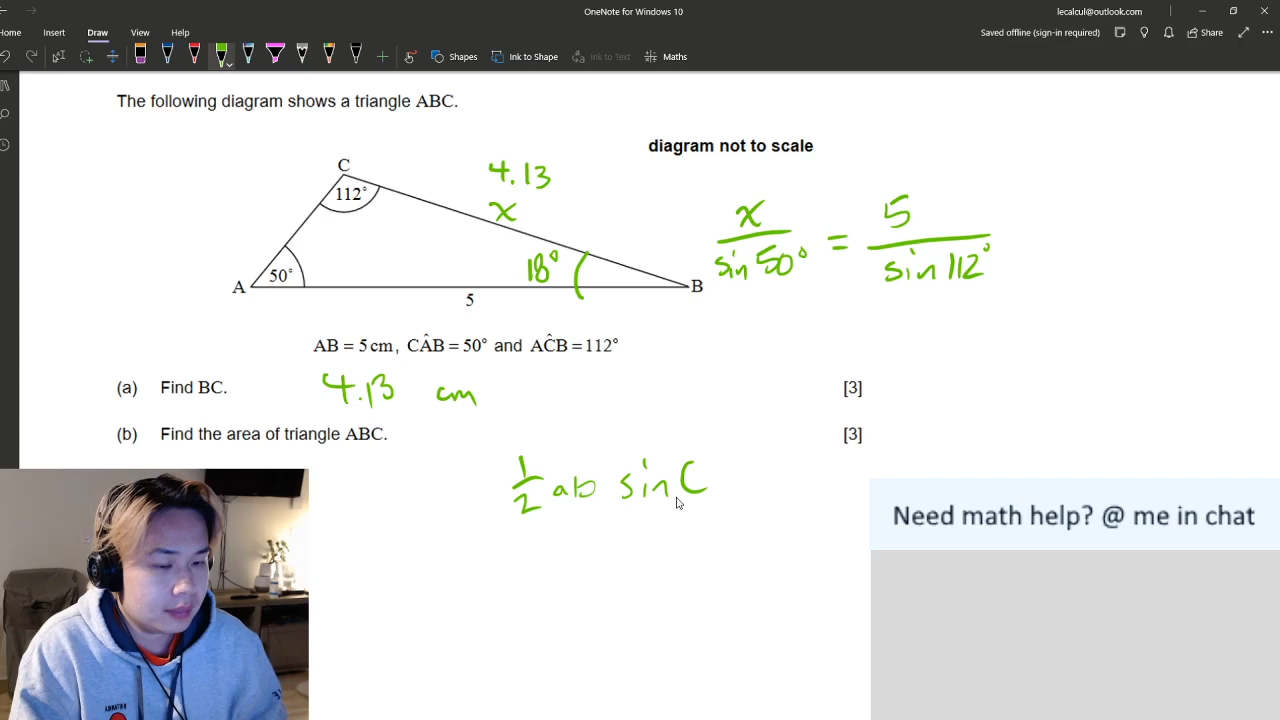 OneNote for Windows 10
lecalcul@outlook.com
Home Insert Draw View Help
Saved offline (sign-in required)
Share
Shapes
Ink to Shape
Ink to Text
Maths
The following diagram shows a triangle ABC.
diagram not to scale
C
112°
4.13
x
50°
18°
A
B
5
x / sin 50° = 5 / sin 112°
AB = 5 cm, CÂB = 50° and AĈB = 112°
(a) Find BC. 4.13 cm [3]
(b) Find the area of triangle ABC. [3]
1/2 ab sin C
Need math help? @ me in chat